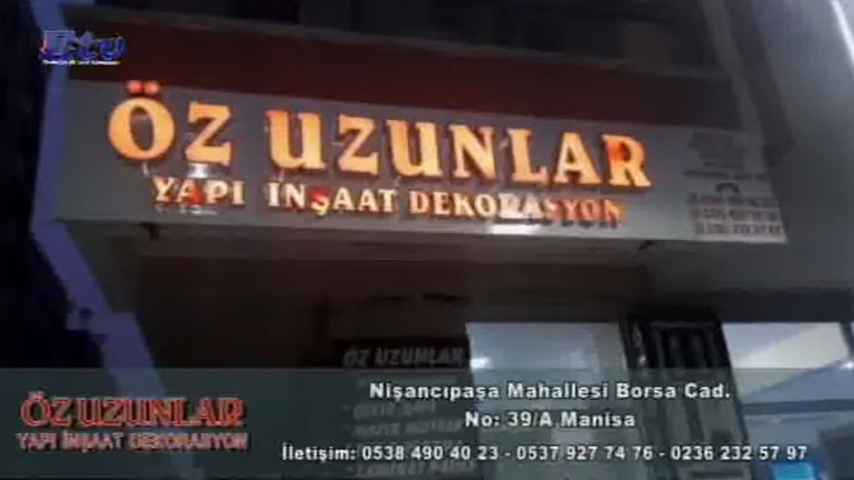 ÖZ UZUNLAR
YAPI İNŞAAT DEKORASYON
ÖZ UZUNLAR
ÖZ UZUNLAR
YAPI İNŞAAT DEKORASYON
Nişancıpaşa Mahallesi Borsa Cad.
No: 39/A Manisa
İletişim: 0538 490 40 23 - 0537 927 74 76 - 0236 232 57 97